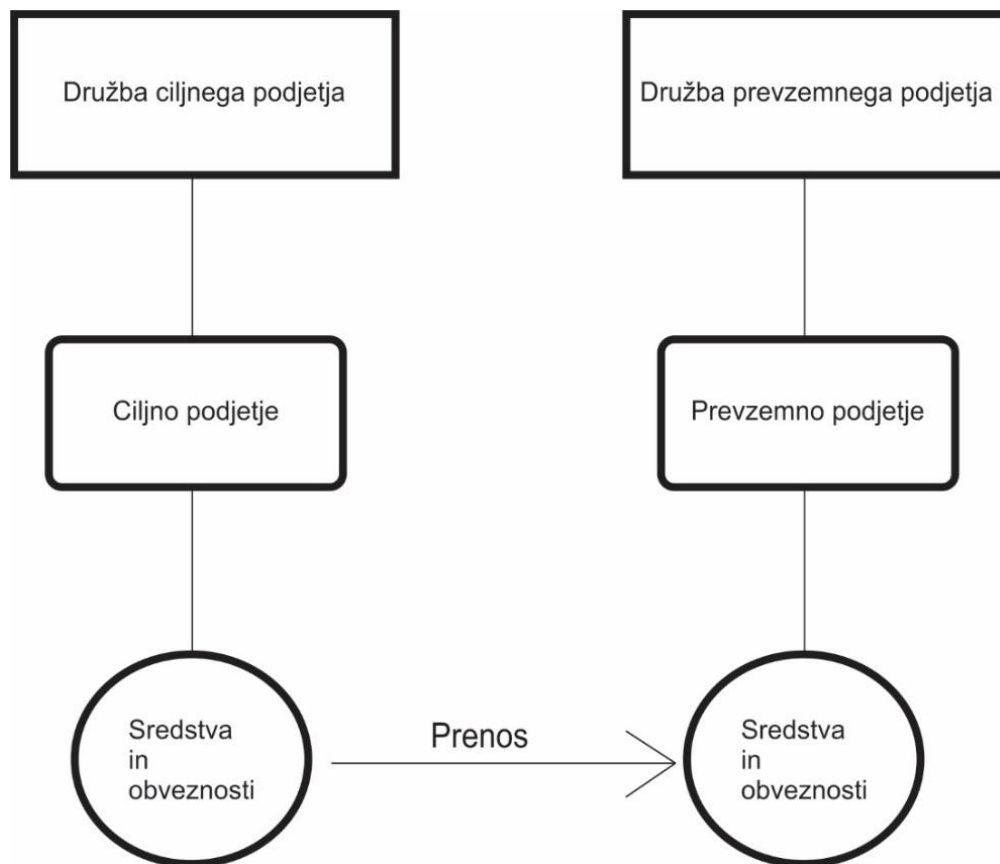 Družba ciljnega podjetja
Družba prevzemnega podjetja
Ciljno podjetje
Prevzemno podjetje
Sredstva
in
obveznosti
Prenos
Sredstva
in
obveznosti